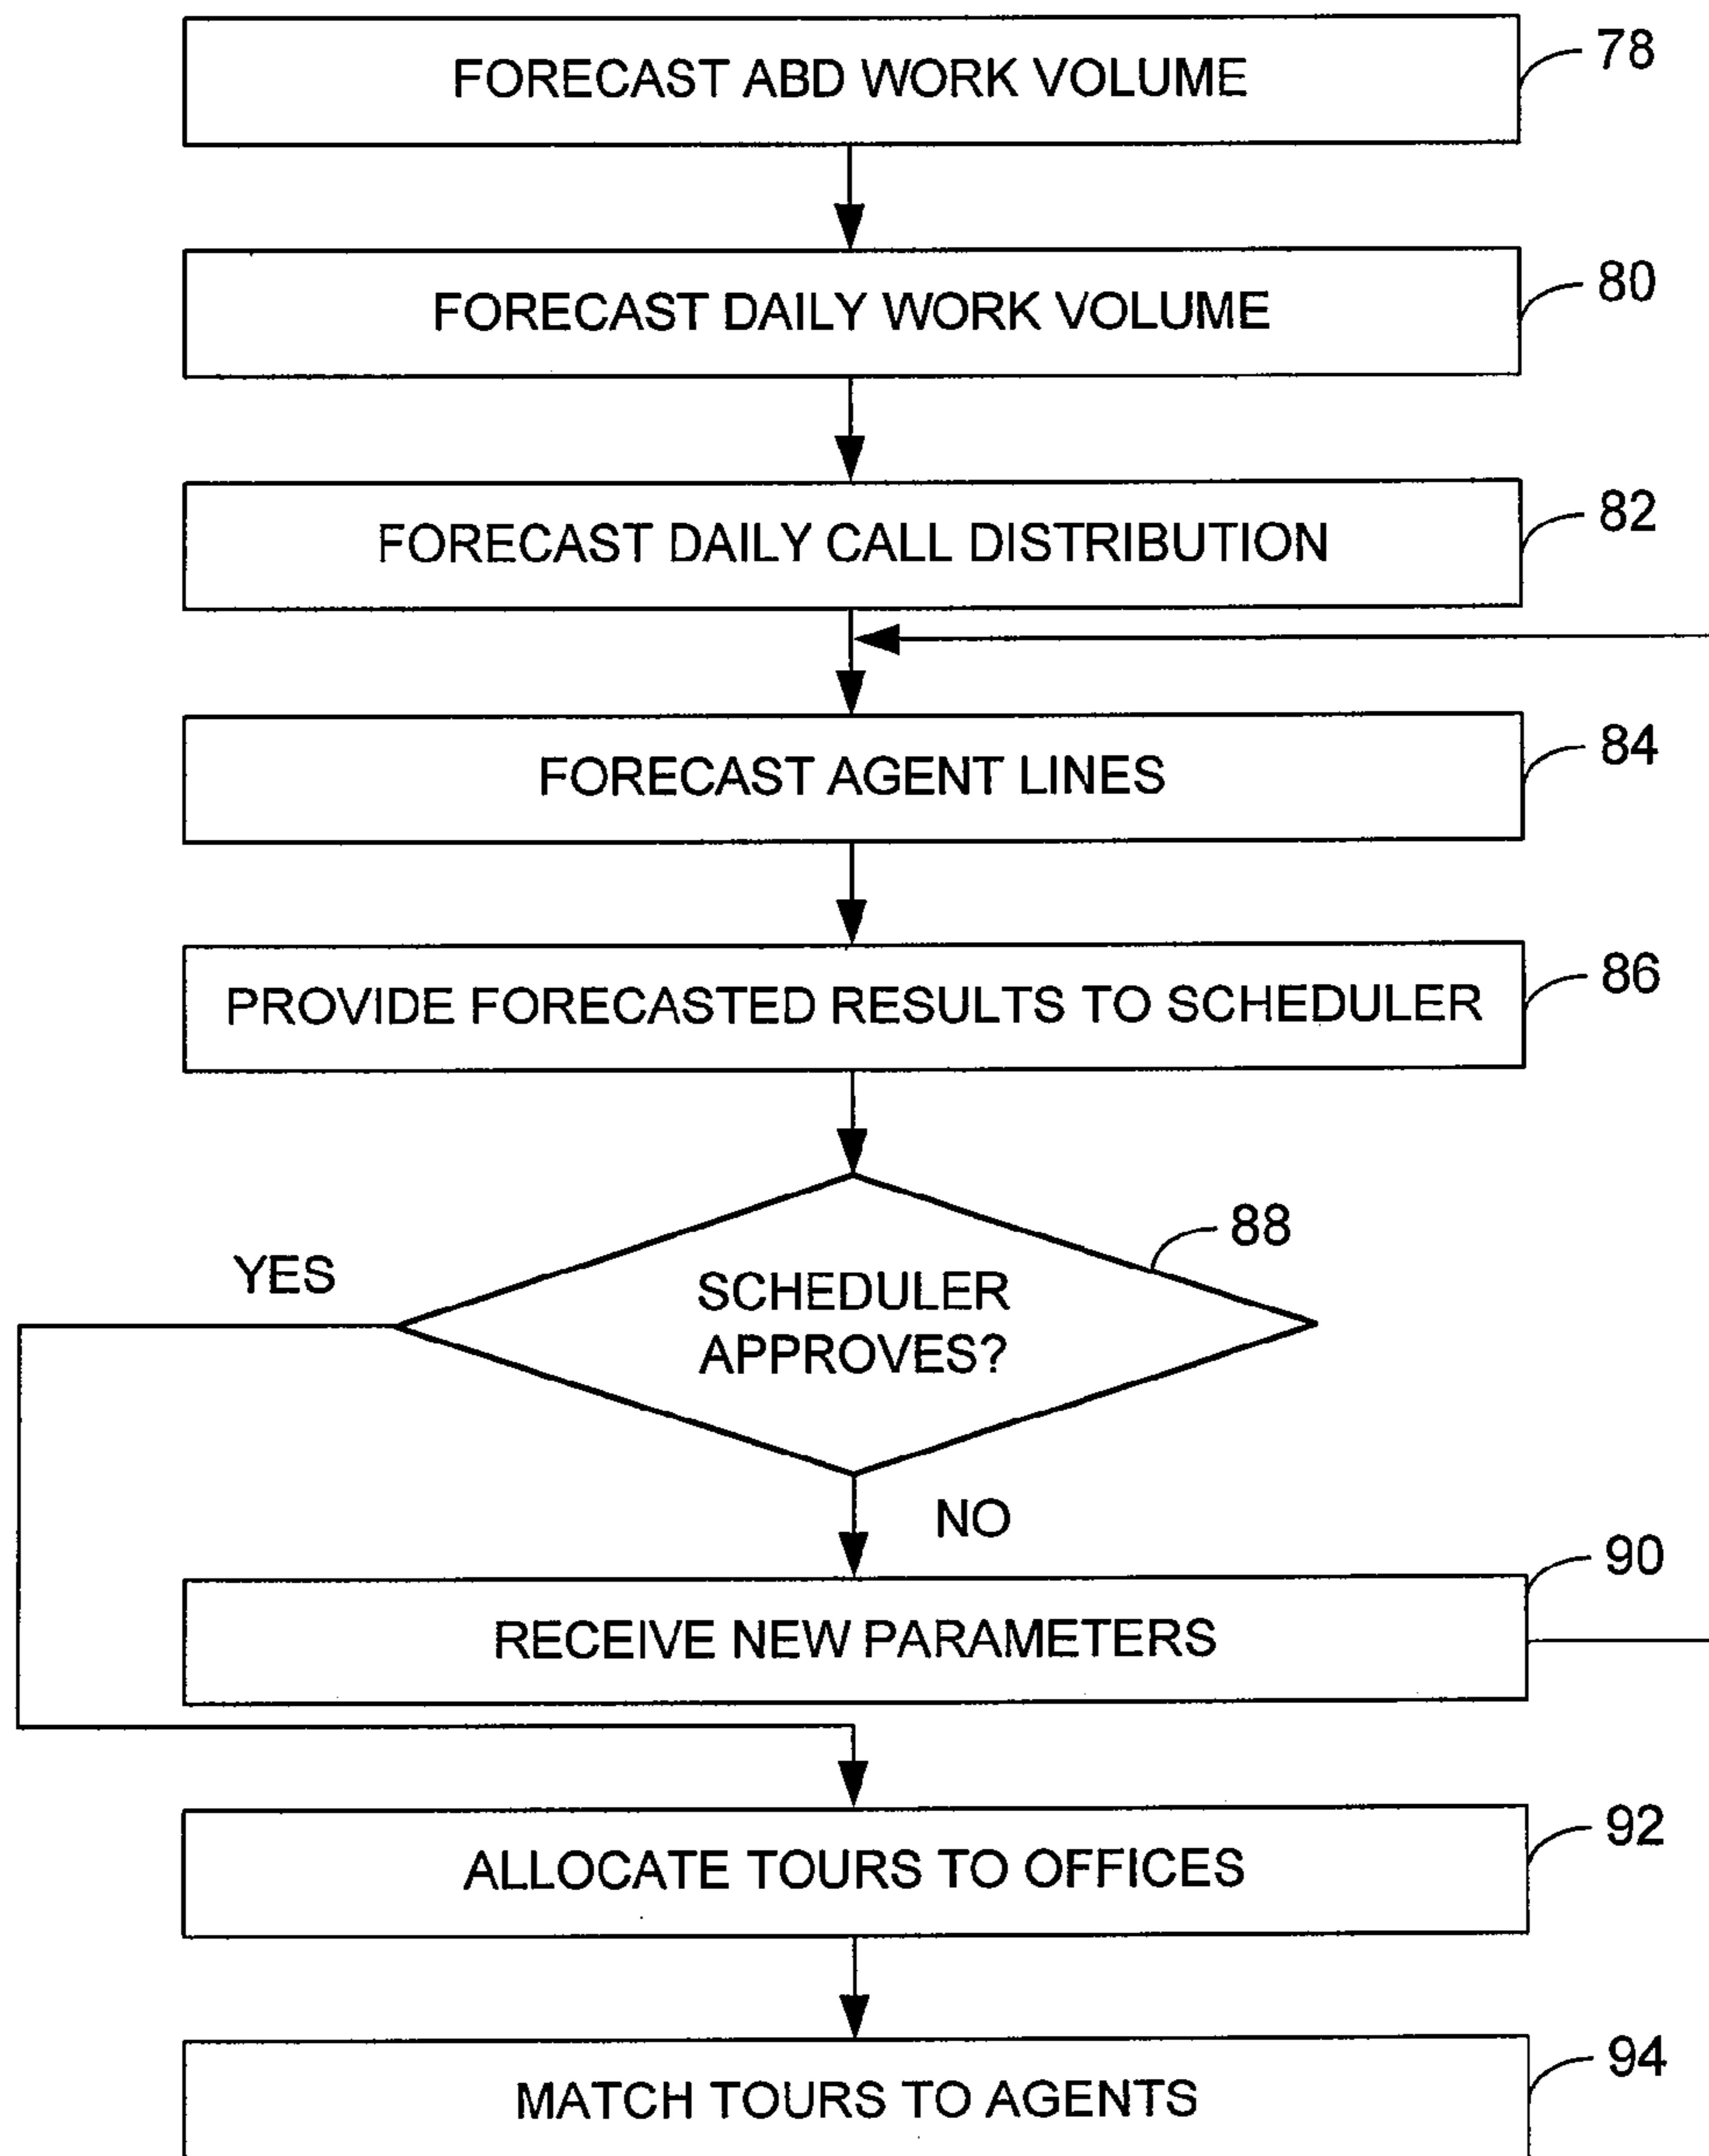 FORECAST ABD WORK VOLUME
78
FORECAST DAILY WORK VOLUME
80
FORECAST DAILY CALL DISTRIBUTION
82
FORECAST AGENT LINES
84
PROVIDE FORECASTED RESULTS TO SCHEDULER
86
SCHEDULER
APPROVES?
88
YES
NO
RECEIVE NEW PARAMETERS
90
ALLOCATE TOURS TO OFFICES
92
MATCH TOURS TO AGENTS
94